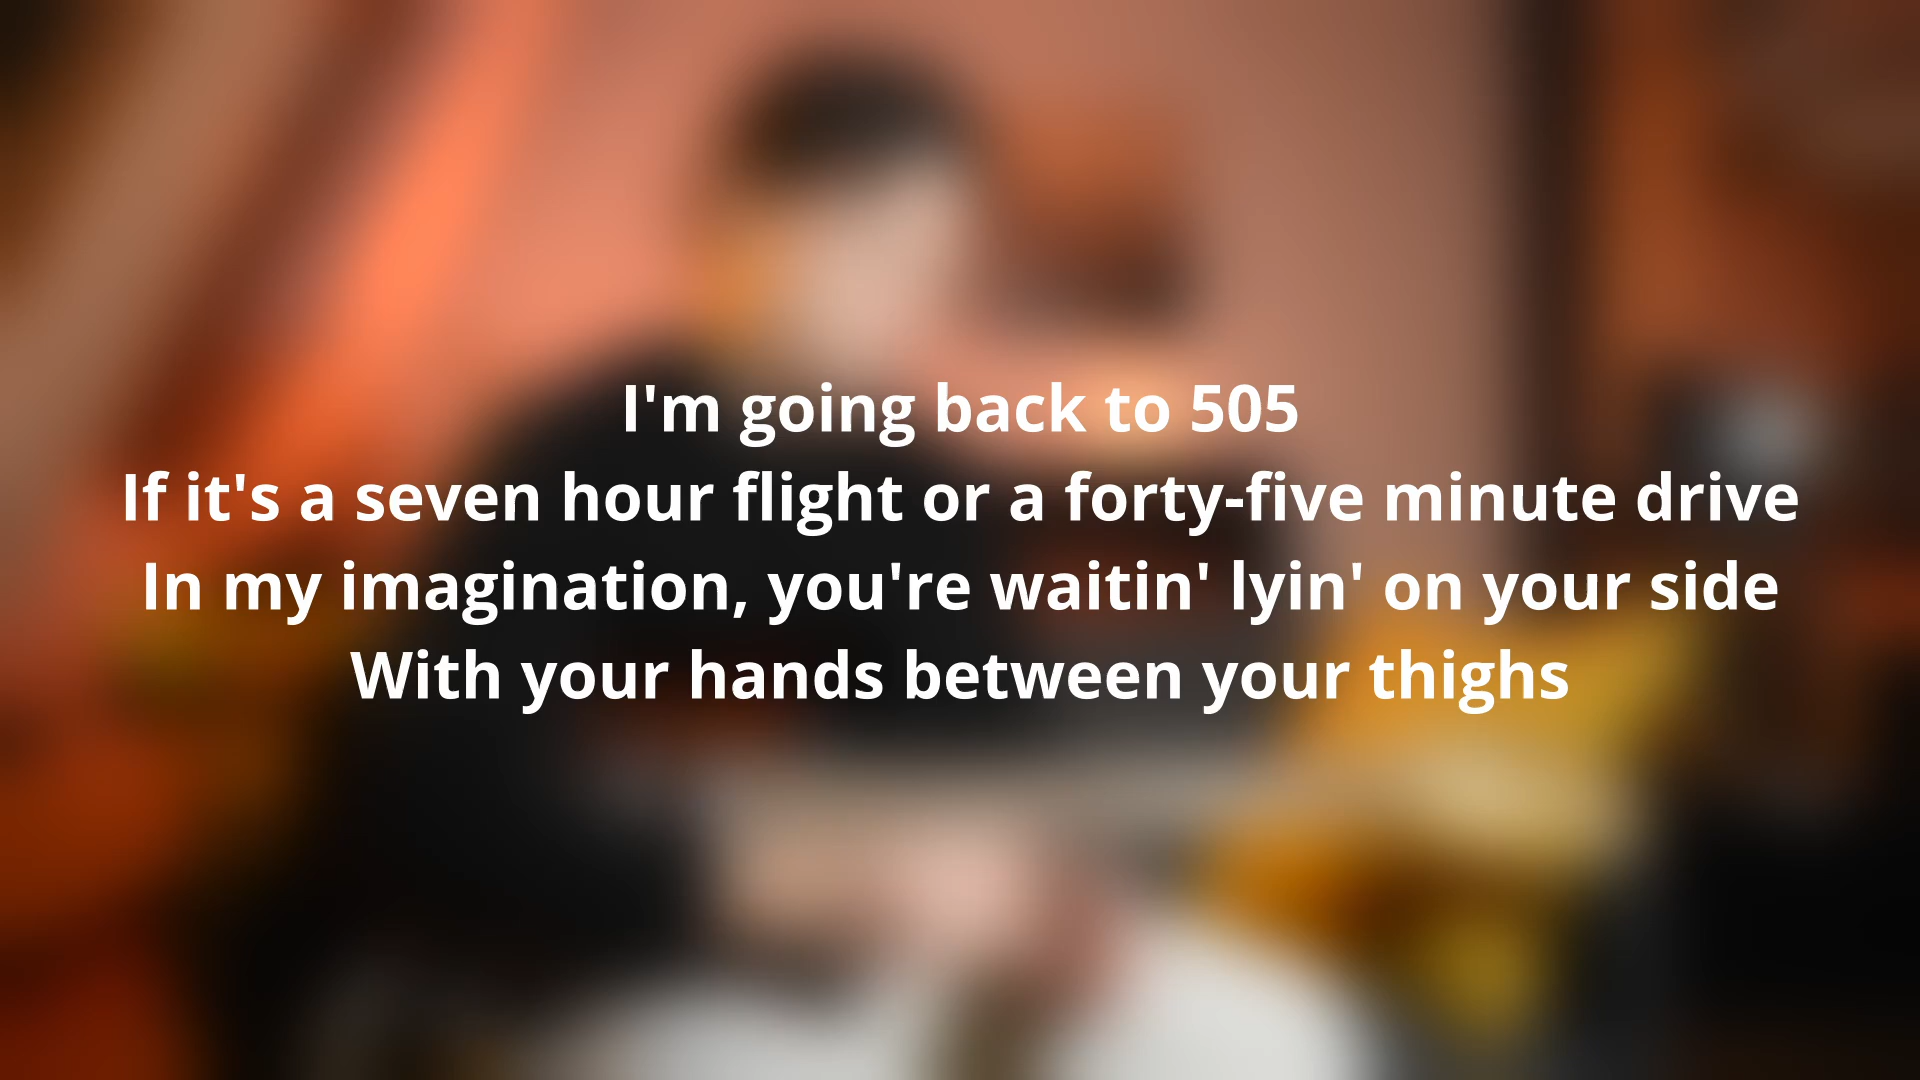 I'm going back to 505
If it's a seven hour flight or a forty-five minute drive
In my imagination, you're waitin' lyin' on your side
With your hands between your thighs